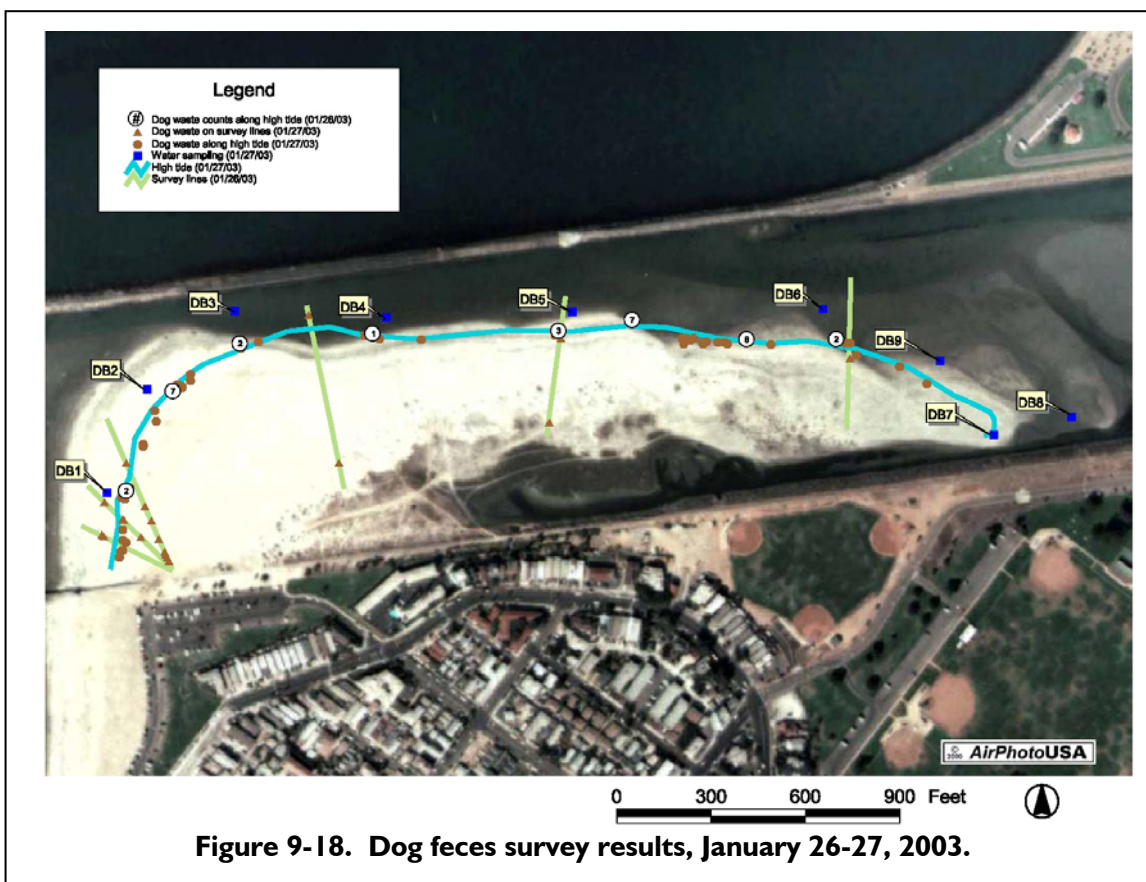 Legend
# Dog waste counts along high tide (01/26/03)
Dog waste on survey lines (01/27/03)
Dog waste along high tide (01/27/03)
Water sampling (01/27/03)
High tide (01/27/03)
Survey lines (01/26/03)
DB3
DB4
DB5
DB6
DB2
DB9
DB8
DB7
DB1
2
1
3
7
8
2
7
2
© 2000 AirPhotoUSA
0 300 600 900 Feet
Figure 9-18. Dog feces survey results, January 26-27, 2003.